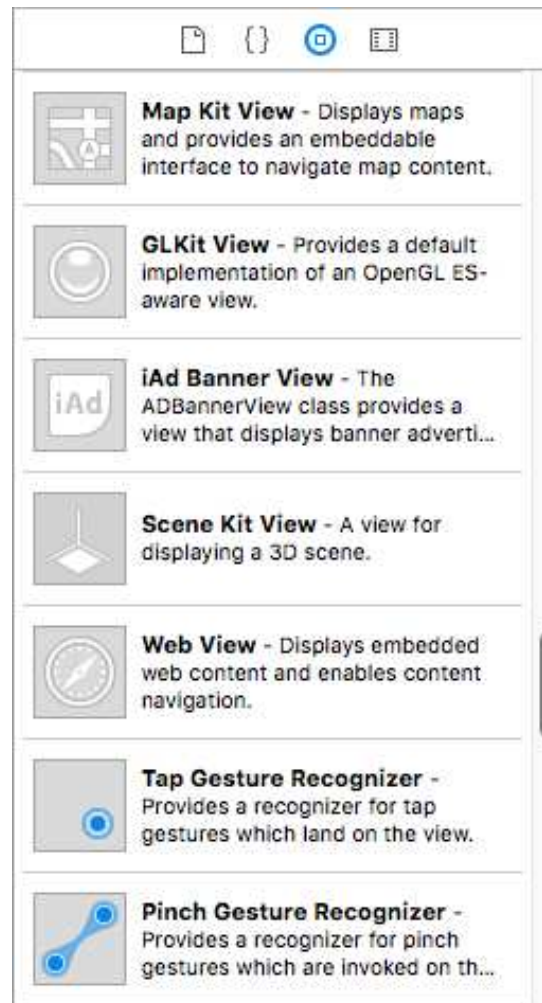 Map Kit View - Displays maps
and provides an embeddable
interface to navigate map content.
GLKit View - Provides a default
implementation of an OpenGL ES-
aware view.
iAd
iAd Banner View - The
ADBannerView class provides a
view that displays banner adverti...
Scene Kit View - A view for
displaying a 3D scene.
Web View - Displays embedded
web content and enables content
navigation.
Tap Gesture Recognizer -
Provides a recognizer for tap
gestures which land on the view.
Pinch Gesture Recognizer -
Provides a recognizer for pinch
gestures which are invoked on th...